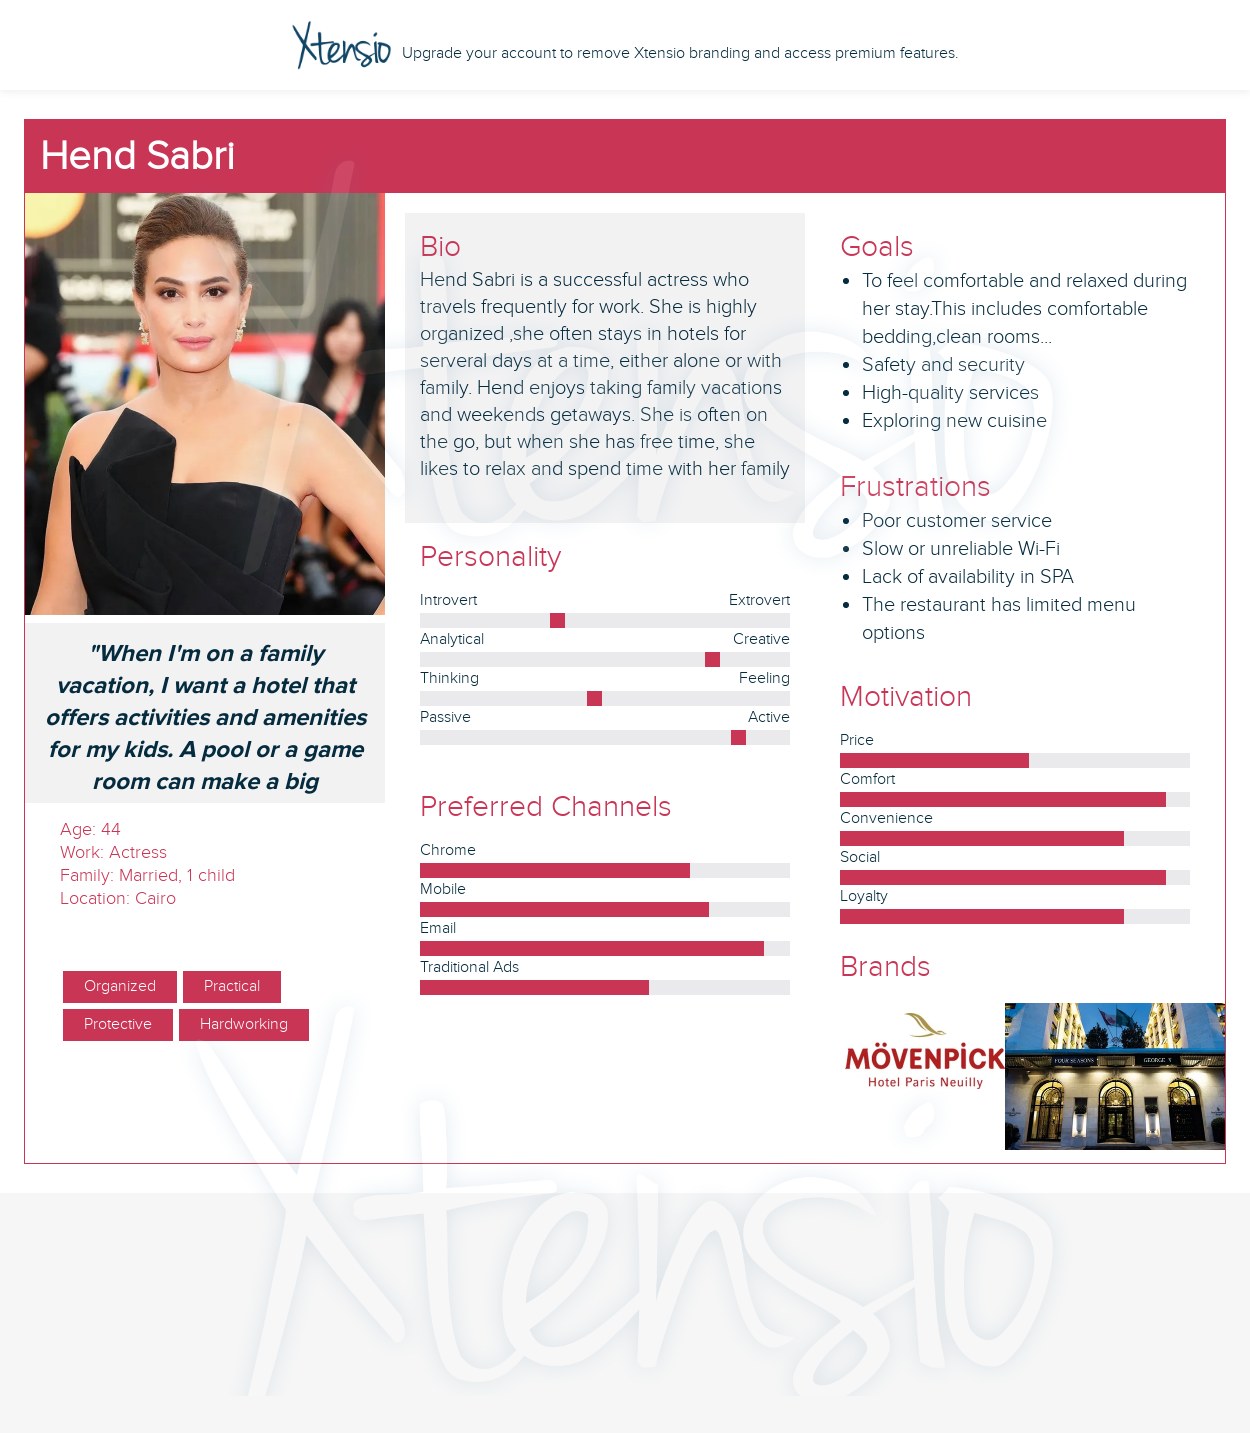 Xtensio Upgrade your account to remove Xtensio branding and access premium features.
Hend Sabri
"When I'm on a family
vacation, I want a hotel that
offers activities and amenities
for my kids. A pool or a game
room can make a big
Age: 44
Work: Actress
Family: Married, 1 child
Location: Cairo
Organized Practical
Protective Hardworking
Bio
Hend Sabri is a successful actress who
travels frequently for work. She is highly
organized ,she often stays in hotels for
serveral days at a time, either alone or with
family. Hend enjoys taking family vacations
and weekends getaways. She is often on
the go, but when she has free time, she
likes to relax and spend time with her family
Personality
Introvert Extrovert
Analytical Creative
Thinking Feeling
Passive Active
Preferred Channels
Chrome
Mobile
Email
Traditional Ads
Goals
• To feel comfortable and relaxed during
her stay.This includes comfortable
bedding,clean rooms...
• Safety and security
• High-quality services
• Exploring new cuisine
Frustrations
• Poor customer service
• Slow or unreliable Wi-Fi
• Lack of availability in SPA
• The restaurant has limited menu
options
Motivation
Price
Comfort
Convenience
Social
Loyalty
Brands
MÖVENPICK
Hotel Paris Neuilly
FOUR SEASONS GEORGE V
Xtensio
Xtensio